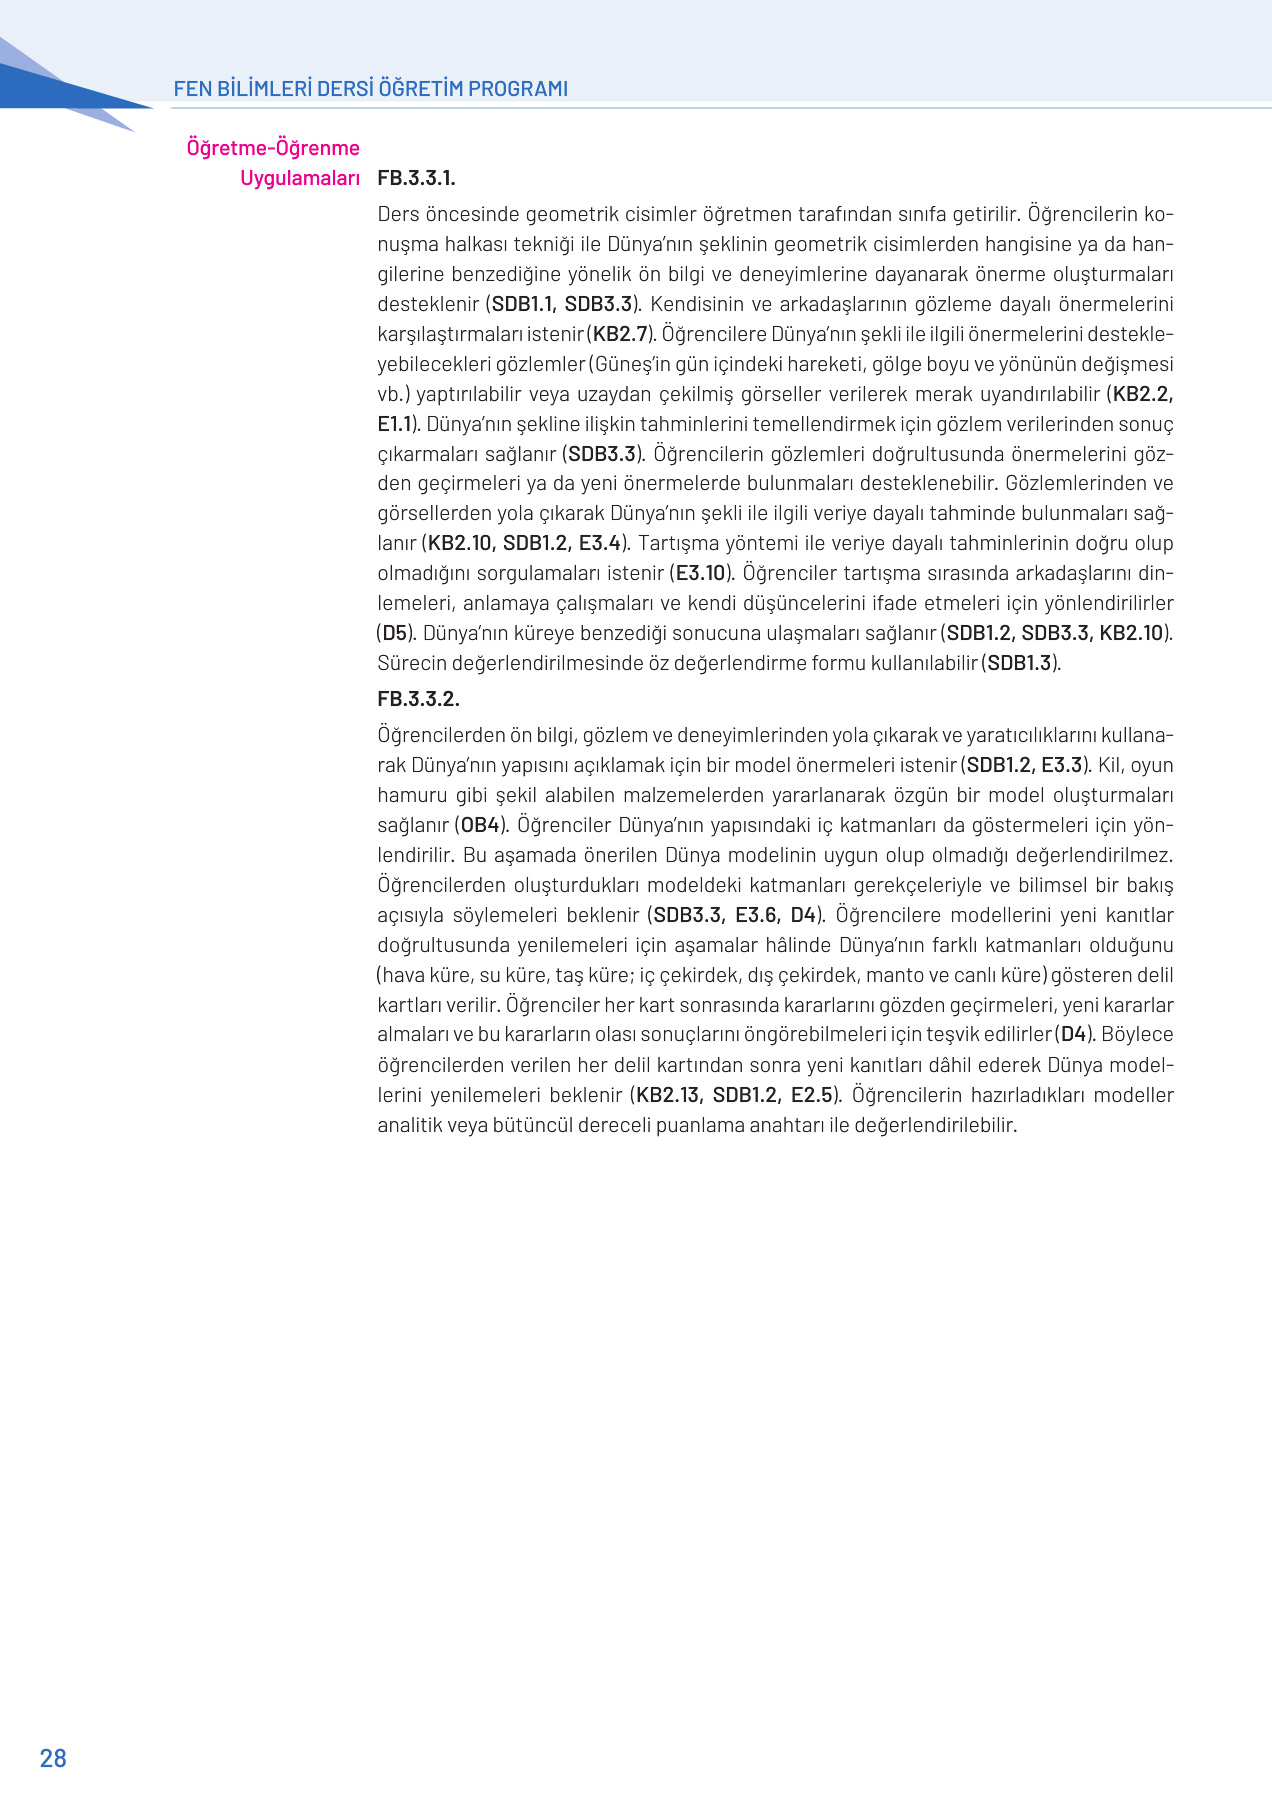 FEN BİLİMLERİ DERSİ ÖĞRETİM PROGRAMI
Öğretme-Öğrenme
Uygulamaları
FB.3.3.1.
Ders öncesinde geometrik cisimler öğretmen tarafından sınıfa getirilir. Öğrencilerin ko-
nuşma halkası tekniği ile Dünya’nın şeklinin geometrik cisimlerden hangisine ya da han-
gilerine benzediğine yönelik ön bilgi ve deneyimlerine dayanarak önerme oluşturmaları
desteklenir (SDB1.1, SDB3.3). Kendisinin ve arkadaşlarının gözleme dayalı önermelerini
karşılaştırmaları istenir (KB2.7). Öğrencilere Dünya’nın şekli ile ilgili önermelerini destekle-
yebilecekleri gözlemler (Güneş’in gün içindeki hareketi, gölge boyu ve yönünün değişmesi
vb.) yaptırılabilir veya uzaydan çekilmiş görseller verilerek merak uyandırılabilir (KB2.2,
E1.1). Dünya’nın şekline ilişkin tahminlerini temellendirmek için gözlem verilerinden sonuç
çıkarmaları sağlanır (SDB3.3). Öğrencilerin gözlemleri doğrultusunda önermelerini göz-
den geçirmeleri ya da yeni önermelerde bulunmaları desteklenebilir. Gözlemlerinden ve
görsellerden yola çıkarak Dünya’nın şekli ile ilgili veriye dayalı tahminde bulunmaları sağ-
lanır (KB2.10, SDB1.2, E3.4). Tartışma yöntemi ile veriye dayalı tahminlerinin doğru olup
olmadığını sorgulamaları istenir (E3.10). Öğrenciler tartışma sırasında arkadaşlarını din-
lemeleri, anlamaya çalışmaları ve kendi düşüncelerini ifade etmeleri için yönlendirilirler
(D5). Dünya’nın küreye benzediği sonucuna ulaşmaları sağlanır (SDB1.2, SDB3.3, KB2.10).
Sürecin değerlendirilmesinde öz değerlendirme formu kullanılabilir (SDB1.3).
FB.3.3.2.
Öğrencilerden ön bilgi, gözlem ve deneyimlerinden yola çıkarak ve yaratıcılıklarını kullana-
rak Dünya’nın yapısını açıklamak için bir model önermeleri istenir (SDB1.2, E3.3). Kil, oyun
hamuru gibi şekil alabilen malzemelerden yararlanarak özgün bir model oluşturmaları
sağlanır (OB4). Öğrenciler Dünya’nın yapısındaki iç katmanları da göstermeleri için yön-
lendirilir. Bu aşamada önerilen Dünya modelinin uygun olup olmadığı değerlendirilmez.
Öğrencilerden oluşturdukları modeldeki katmanları gerekçeleriyle ve bilimsel bir bakış
açısıyla söylemeleri beklenir (SDB3.3, E3.6, D4). Öğrencilere modellerini yeni kanıtlar
doğrultusunda yenilemeleri için aşamalar hâlinde Dünya’nın farklı katmanları olduğunu
(hava küre, su küre, taş küre; iç çekirdek, dış çekirdek, manto ve canlı küre) gösteren delil
kartları verilir. Öğrenciler her kart sonrasında kararlarını gözden geçirmeleri, yeni kararlar
almaları ve bu kararların olası sonuçlarını öngörebilmeleri için teşvik edilirler (D4). Böylece
öğrencilerden verilen her delil kartından sonra yeni kanıtları dâhil ederek Dünya model-
lerini yenilemeleri beklenir (KB2.13, SDB1.2, E2.5). Öğrencilerin hazırladıkları modeller
analitik veya bütüncül dereceli puanlama anahtarı ile değerlendirilebilir.
28